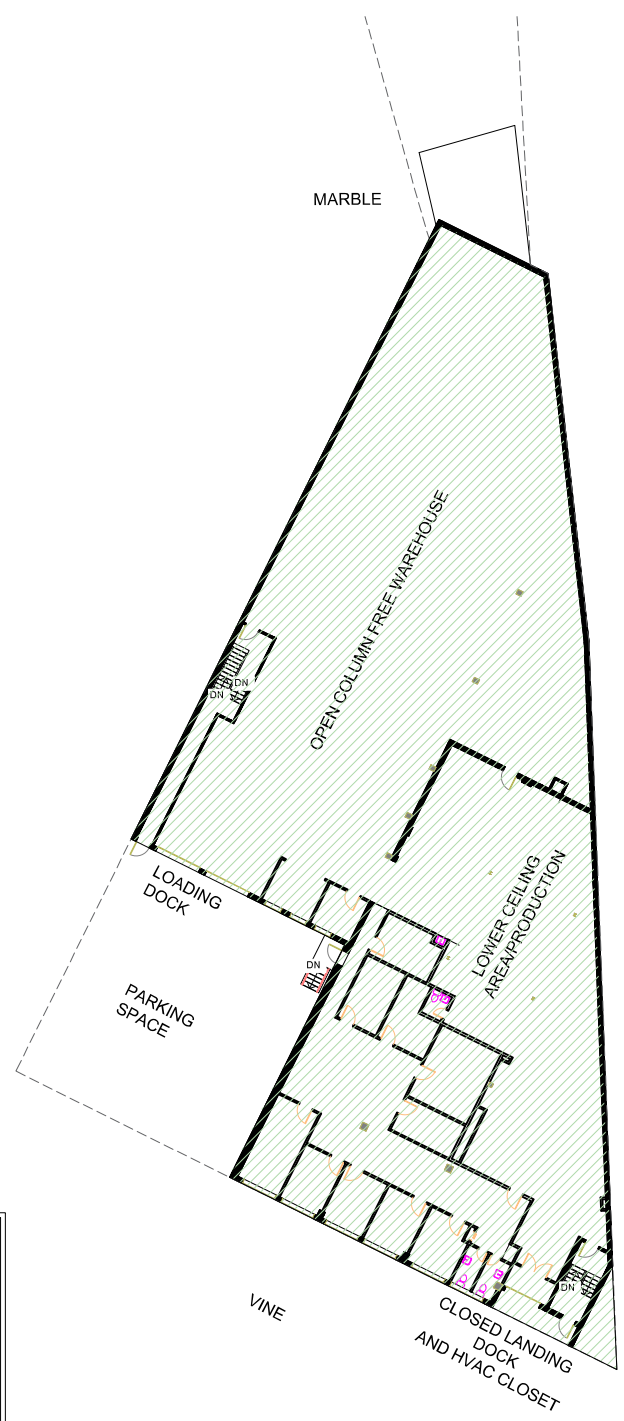 MARBLE
OPEN COLUMN FREE WAREHOUSE
DN
DN
LOWER CEILING
AREA/PRODUCTION
LOADING
DOCK
DN
PARKING
SPACE
DN
VINE
CLOSED LANDING
DOCK
AND HVAC CLOSET